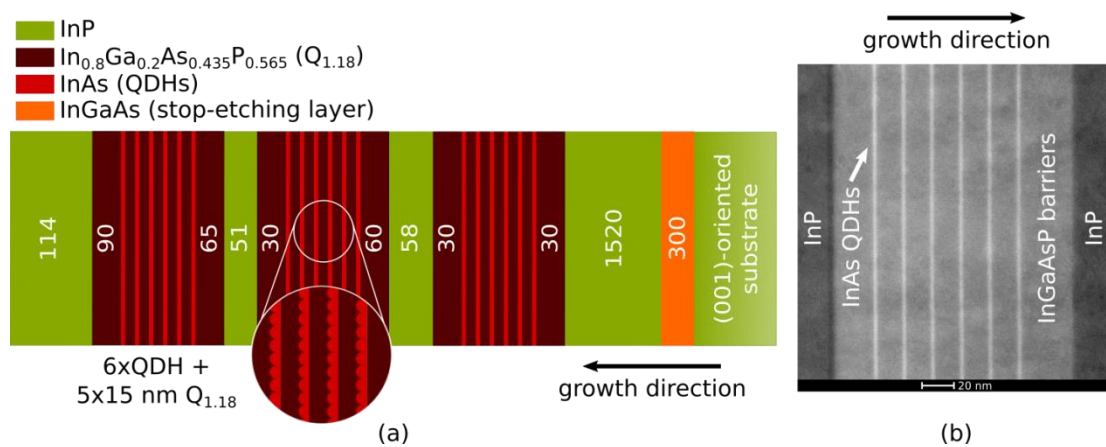 InP
In₀.₈Ga₀.₂As₀.₄₃₅P₀.₅₆₅ (Q₁.₁₈)
InAs (QDHs)
InGaAs (stop-etching layer)
114
90
65
51
30
60
58
30
30
1520
300
(001)-oriented
substrate
6xQDH +
5x15 nm Q₁.₁₈
growth direction
(a)
growth direction
InP
InAs QDHs
InGaAsP barriers
InP
20 nm
(b)